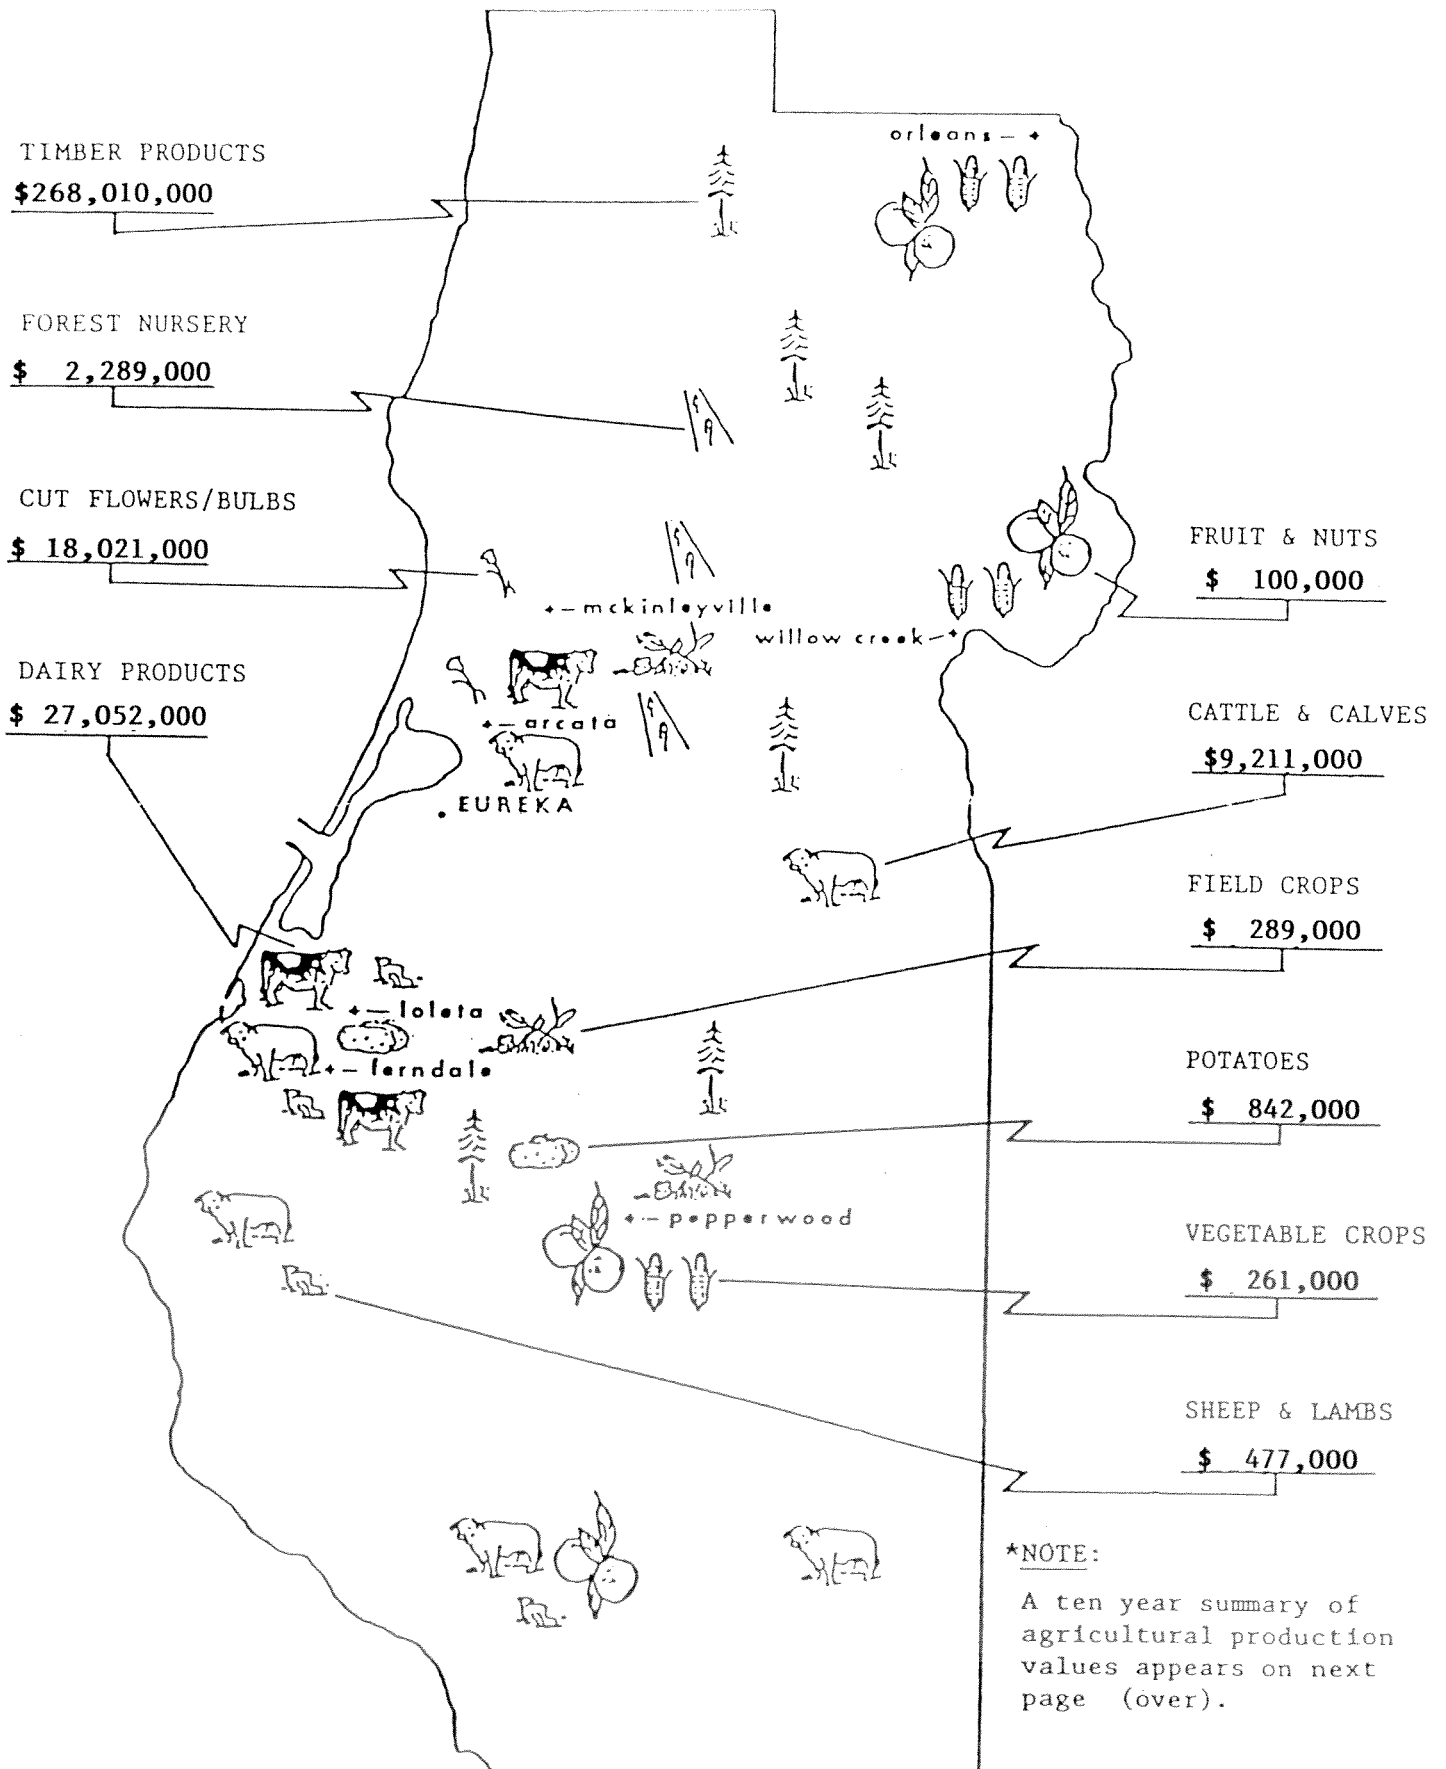 orleans
TIMBER PRODUCTS
$268,010,000
FOREST NURSERY
$ 2,289,000
CUT FLOWERS/BULBS
$ 18,021,000
FRUIT & NUTS
$ 100,000
mckinleyville
willow creek
DAIRY PRODUCTS
$ 27,052,000
arcata
CATTLE & CALVES
$9,211,000
EUREKA
FIELD CROPS
$ 289,000
loleta
ferndale
POTATOES
$ 842,000
pepperwood
VEGETABLE CROPS
$ 261,000
SHEEP & LAMBS
$ 477,000
*NOTE:
A ten year summary of
agricultural production
values appears on next
page (over).